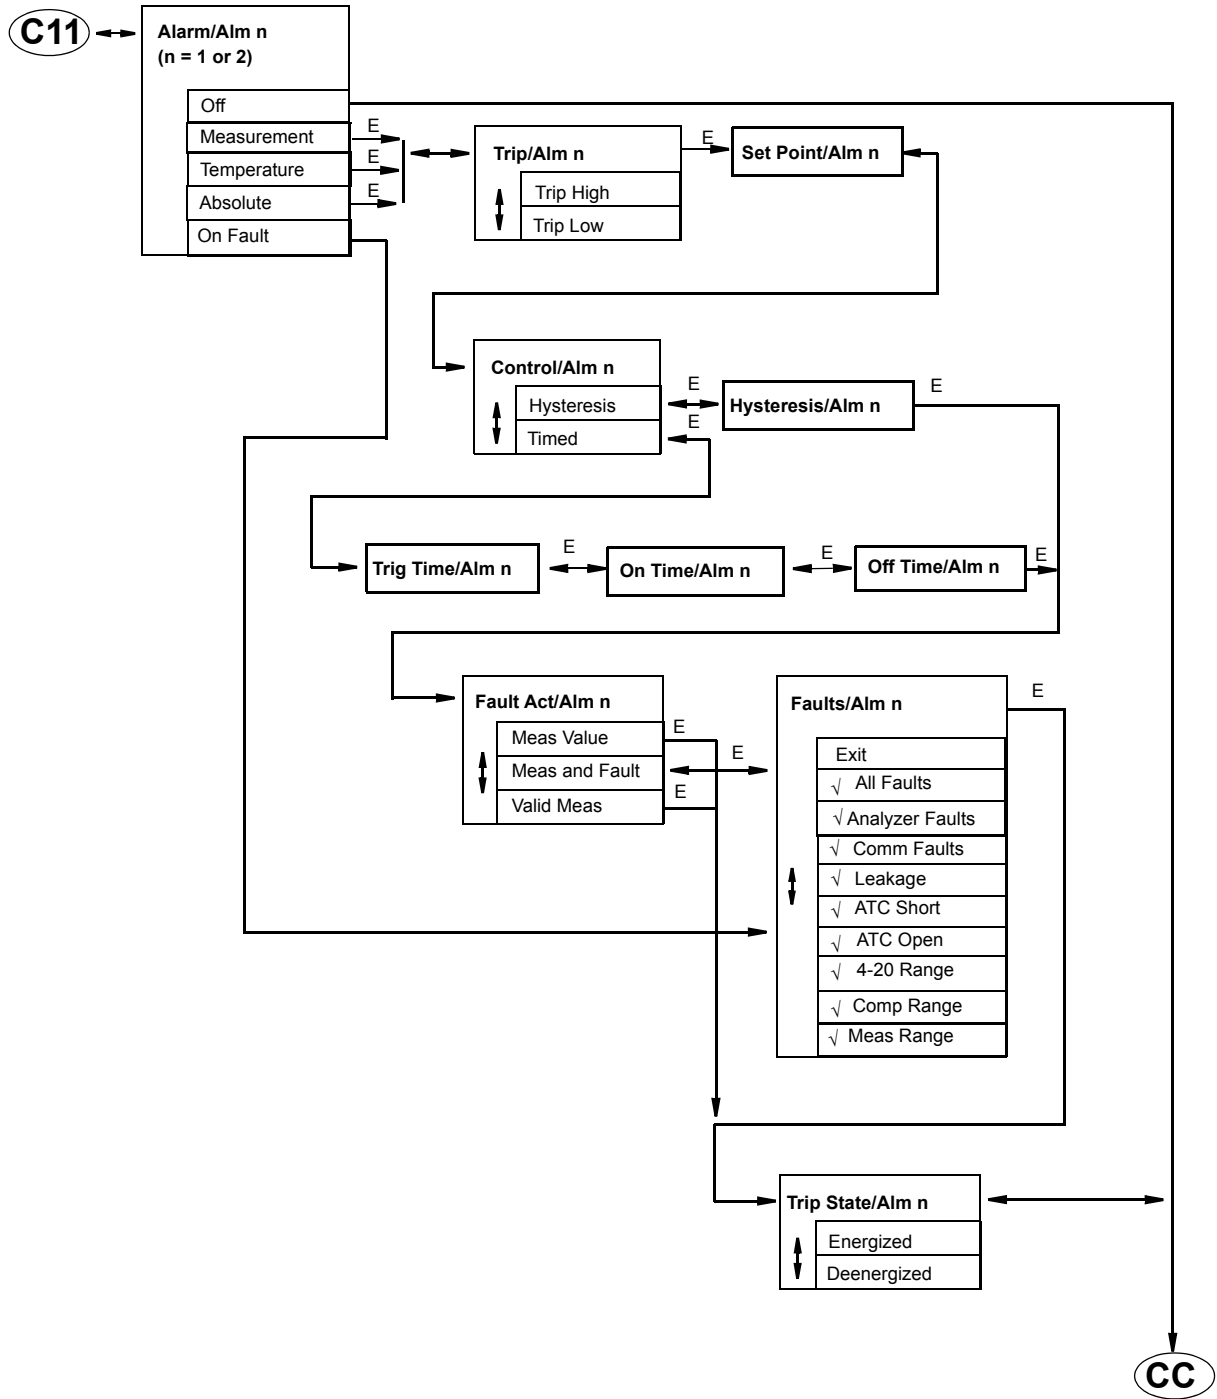 C11
Alarm/Alm n
(n = 1 or 2)
Off
Measurement
E
Temperature
E
Absolute
E
On Fault
Trip/Alm n
Trip High
Trip Low
E
Set Point/Alm n
Control/Alm n
Hysteresis
E
Timed
E
Hysteresis/Alm n
E
Trig Time/Alm n
E
On Time/Alm n
E
Off Time/Alm n
E
Fault Act/Alm n
Meas Value
E
Meas and Fault
E
Valid Meas
E
Faults/Alm n
E
Exit
√ All Faults
√ Analyzer Faults
√ Comm Faults
√ Leakage
√ ATC Short
√ ATC Open
√ 4-20 Range
√ Comp Range
√ Meas Range
Trip State/Alm n
Energized
Deenergized
CC